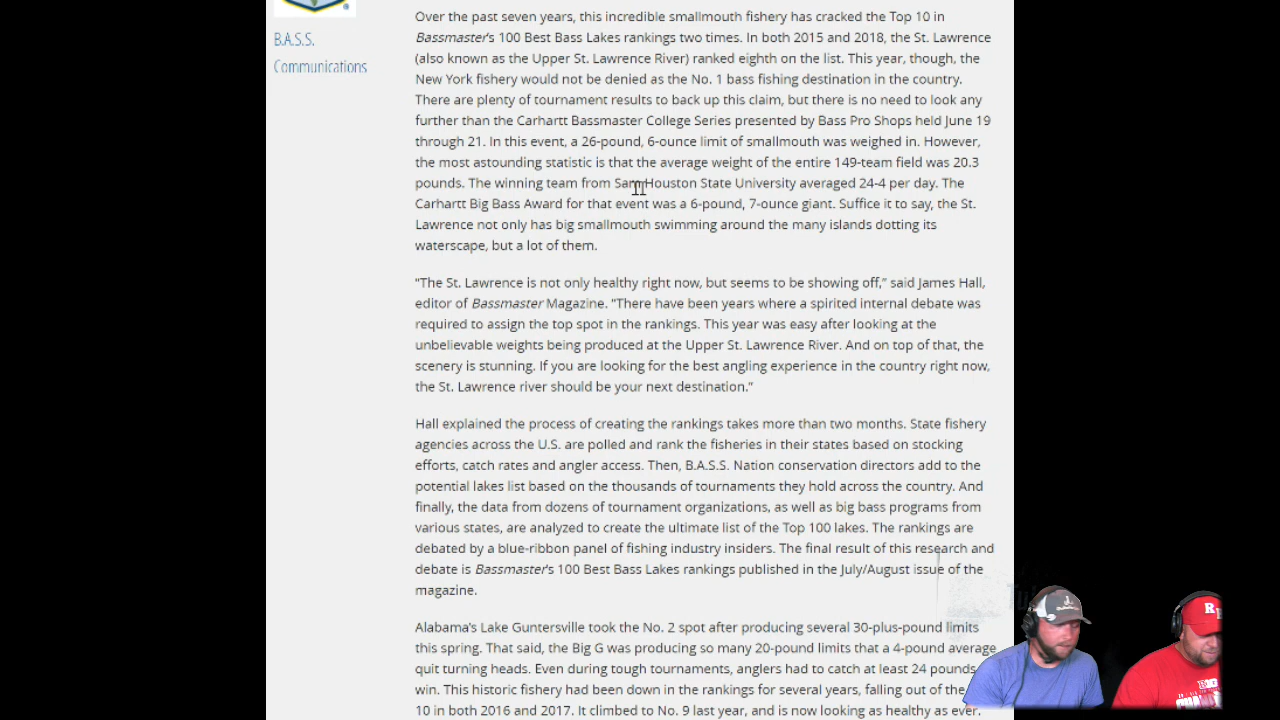 B.A.S.S.
Communications
Over the past seven years, this incredible smallmouth fishery has cracked the Top 10 in
Bassmaster's 100 Best Bass Lakes rankings two times. In both 2015 and 2018, the St. Lawrence
(also known as the Upper St. Lawrence River) ranked eighth on the list. This year, though, the
New York fishery would not be denied as the No. 1 bass fishing destination in the country.
There are plenty of tournament results to back up this claim, but there is no need to look any
further than the Carhartt Bassmaster College Series presented by Bass Pro Shops held June 19
through 21. In this event, a 26-pound, 6-ounce limit of smallmouth was weighed in. However,
the most astounding statistic is that the average weight of the entire 149-team field was 20.3
pounds. The winning team from Sam Houston State University averaged 24-4 per day. The
Carhartt Big Bass Award for that event was a 6-pound, 7-ounce giant. Suffice it to say, the St.
Lawrence not only has big smallmouth swimming around the many islands dotting its
waterscape, but a lot of them.
“The St. Lawrence is not only healthy right now, but seems to be showing off,” said James Hall,
editor of Bassmaster Magazine. “There have been years where a spirited internal debate was
required to assign the top spot in the rankings. This year was easy after looking at the
unbelievable weights being produced at the Upper St. Lawrence River. And on top of that, the
scenery is stunning. If you are looking for the best angling experience in the country right now,
the St. Lawrence river should be your next destination.”
Hall explained the process of creating the rankings takes more than two months. State fishery
agencies across the U.S. are polled and rank the fisheries in their states based on stocking
efforts, catch rates and angler access. Then, B.A.S.S. Nation conservation directors add to the
potential lakes list based on the thousands of tournaments they hold across the country. And
finally, the data from dozens of tournament organizations, as well as big bass programs from
various states, are analyzed to create the ultimate list of the Top 100 lakes. The rankings are
debated by a blue-ribbon panel of fishing industry insiders. The final result of this research and
debate is Bassmaster's 100 Best Bass Lakes rankings published in the July/August issue of the
magazine.
Alabama's Lake Guntersville took the No. 2 spot after producing several 30-plus-pound limits
this spring. That said, the Big G was producing so many 20-pound limits that a 4-pound average
quit turning heads. Even during tough tournaments, anglers had to catch at least 24 pounds
win. This historic fishery had been down in the rankings for several years, falling out of the
10 in both 2016 and 2017. It climbed to No. 9 last year, and is now looking as healthy as ever.